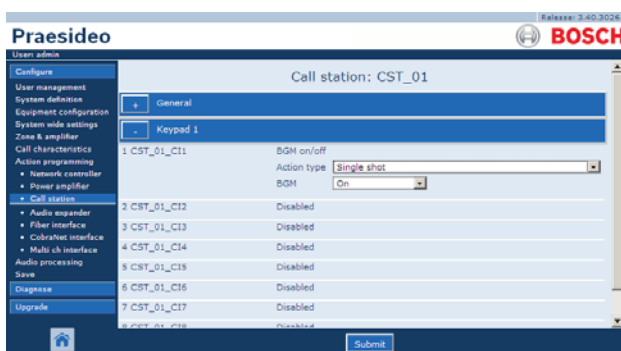 Release: 3.40.3026
Praesideo
BOSCH
User: admin
Configure
User management
System definition
Equipment configuration
System wide settings
Zone & amplifier
Call characteristics
Action programming
• Network controller
• Power amplifier
• Call station
• Audio expander
• Fiber interface
• CobraNet interface
• Multi ch interface
Audio processing
Save
Diagnose
Upgrade
Call station: CST_01
+ General
- Keypad 1
1 CST_01_CI1 BGM on/off
Action type Single shot
BGM On
2 CST_01_CI2 Disabled
3 CST_01_CI3 Disabled
4 CST_01_CI4 Disabled
5 CST_01_CI5 Disabled
6 CST_01_CI6 Disabled
7 CST_01_CI7 Disabled
8 CST_01_CI8 Disabled
Submit